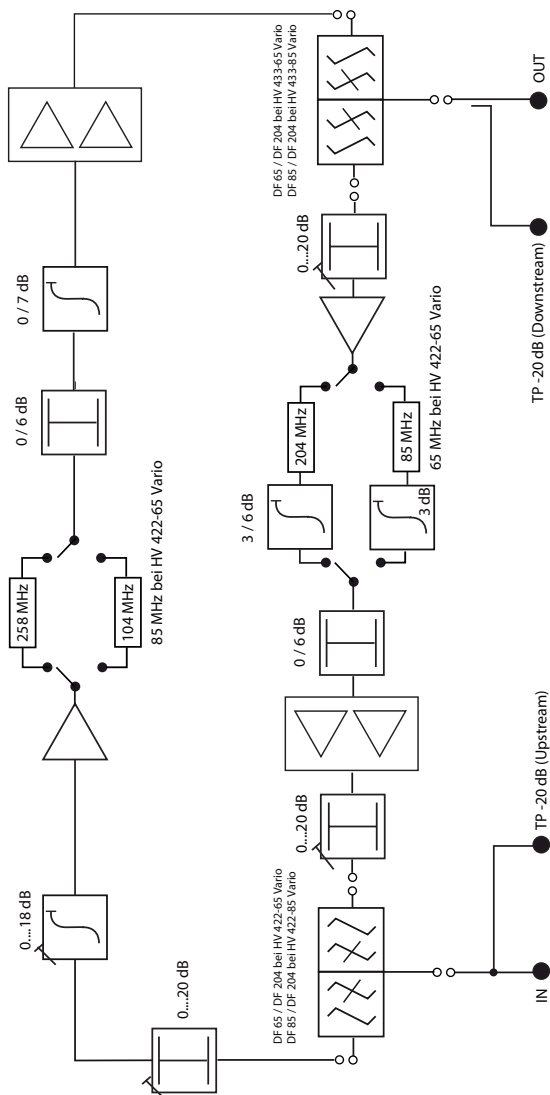 0....20 dB
0....18 dB
258 MHz
104 MHz
85 MHz bei HV 422-65 Vario
0 / 6 dB
0 / 7 dB
DF 65 / DF 204 bei HV 422-65 Vario
DF 85 / DF 204 bei HV 422-85 Vario
0....20 dB
0 / 6 dB
3 / 6 dB
204 MHz
3 dB
85 MHz
65 MHz bei HV 422-65 Vario
0....20 dB
DF 65 / DF 204 bei HV 433-65 Vario
DF 85 / DF 204 bei HV 433-85 Vario
IN
TP -20 dB (Upstream)
TP -20 dB (Downstream)
OUT